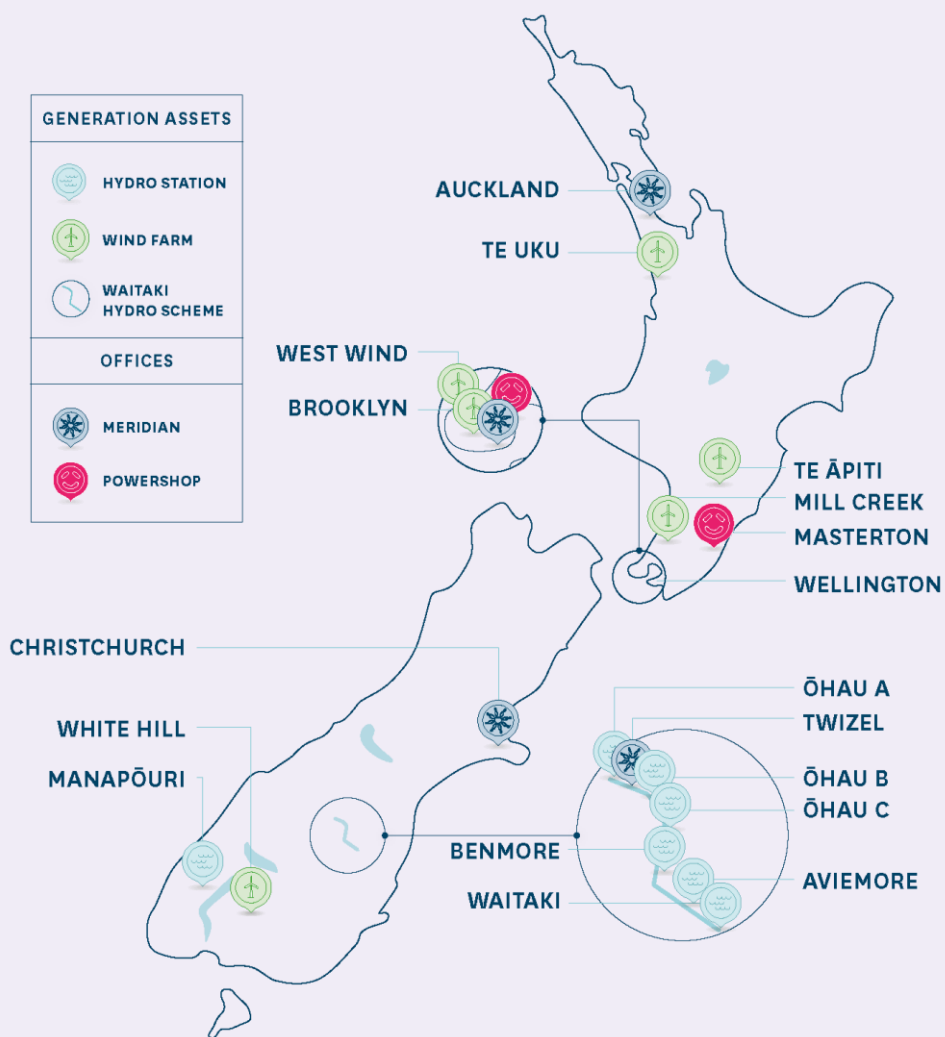 GENERATION ASSETS
HYDRO STATION
WIND FARM
WAITAKI
HYDRO SCHEME
OFFICES
MERIDIAN
POWERSHOP
AUCKLAND
TE UKU
WEST WIND
BROOKLYN
TE ĀPITI
MILL CREEK
MASTERTON
WELLINGTON
CHRISTCHURCH
WHITE HILL
MANAPŌURI
ŌHAU A
TWIZEL
ŌHAU B
ŌHAU C
BENMORE
AVIEMORE
WAITAKI